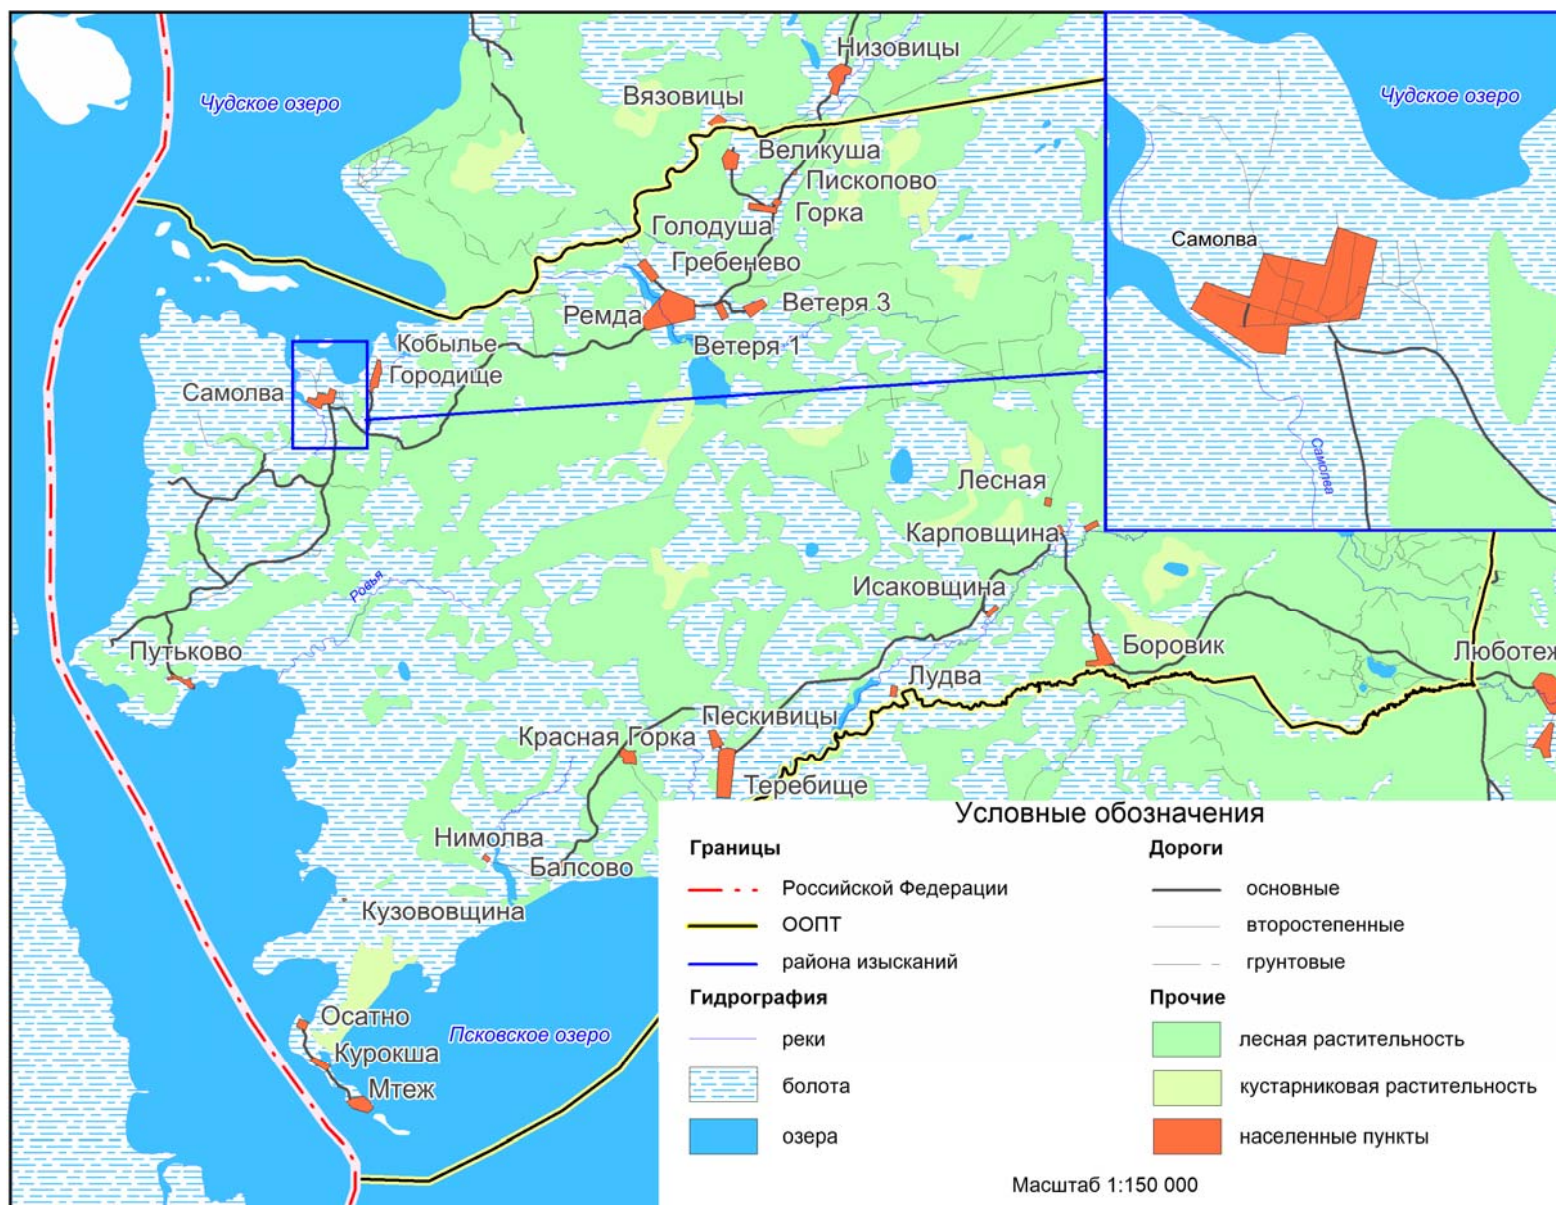 Низовицы
Чудское озеро
Чудское озеро
Вязовицы
Великуша
Пископово
Горка
Голодуша
Гребенево
Самолва
Ремда
Ветеря 3
Ветеря 1
Кобылье
Городище
Самолва
Самолва
Лесная
Карповщина
Исаковщина
Ровья
Путьково
Боровик
Люботеж
Лудва
Пескивицы
Красная Горка
Теребище
Нимолва
Балсово
Кузововщина
Осатно
Псковское озеро
Курокша
Мтеж
Условные обозначения
Границы
Российской Федерации
ООПТ
района изысканий
Гидрография
реки
болота
озера
Дороги
основные
второстепенные
грунтовые
Прочие
лесная растительность
кустарниковая растительность
населенные пункты
Масштаб 1:150 000